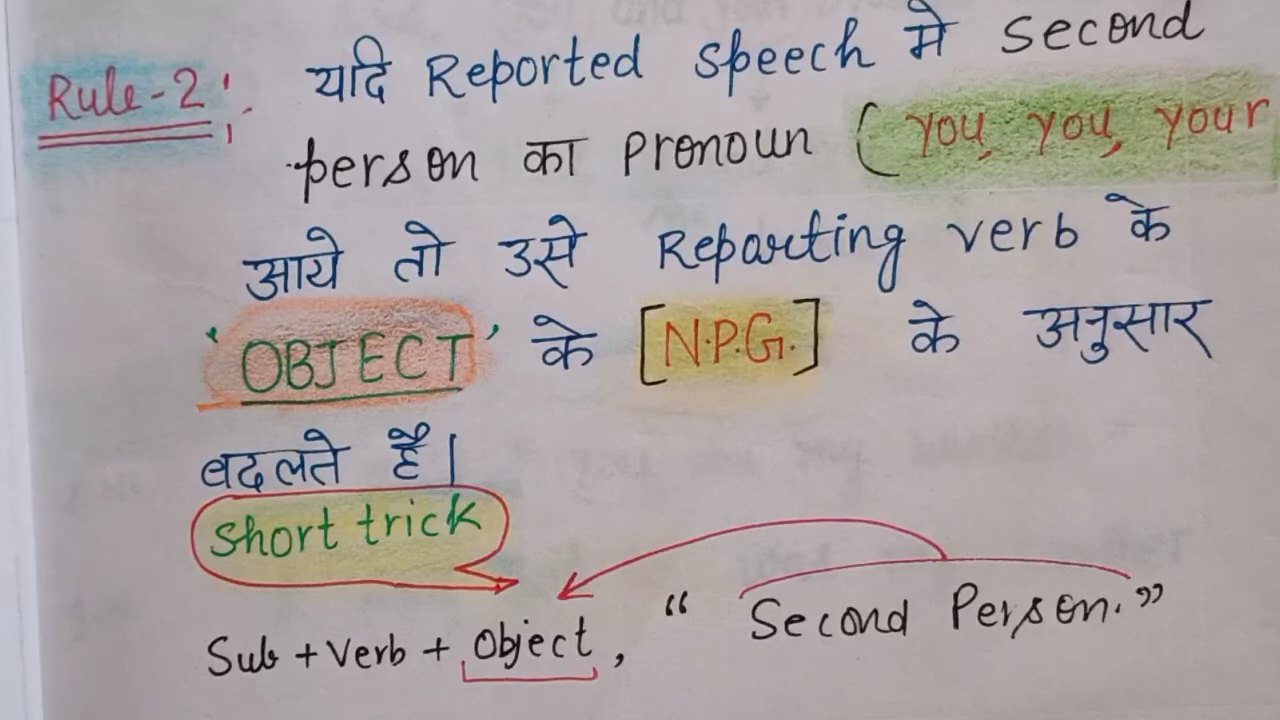 Rule-2: यदि Reported speech मे second
person का Pronoun (you, you, your
आये तो उसे Reporting verb के
'OBJECT' के [N.P.G.] के अनुसार
बदलते है।
Short trick
Sub + Verb + Object, "Second Person."